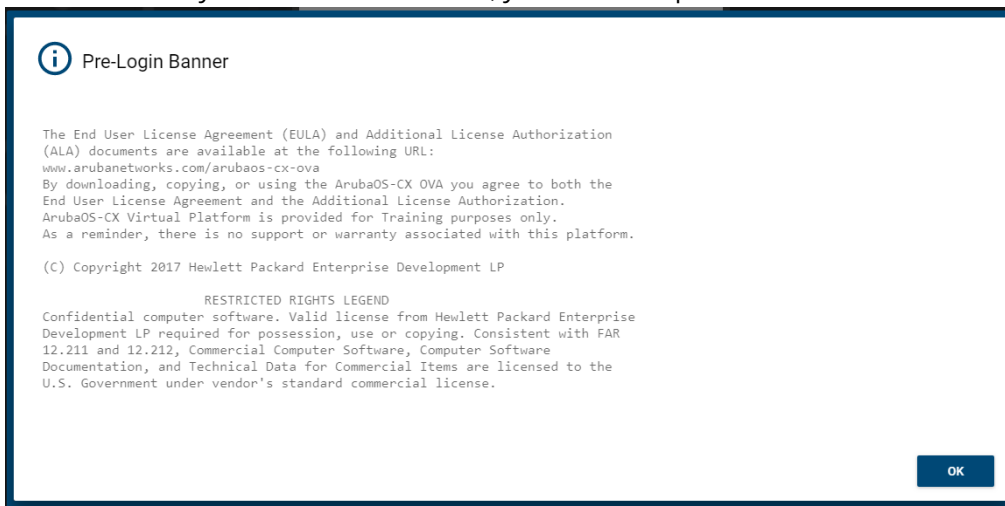 Pre-Login Banner
The End User License Agreement (EULA) and Additional License Authorization
(ALA) documents are available at the following URL:
www.arubanetworks.com/arubaos-cx-ova
By downloading, copying, or using the ArubaOS-CX OVA you agree to both the
End User License Agreement and the Additional License Authorization.
ArubaOS-CX Virtual Platform is provided for Training purposes only.
As a reminder, there is no support or warranty associated with this platform.
(C) Copyright 2017 Hewlett Packard Enterprise Development LP
RESTRICTED RIGHTS LEGEND
Confidential computer software. Valid license from Hewlett Packard Enterprise
Development LP required for possession, use or copying. Consistent with FAR
12.211 and 12.212, Commercial Computer Software, Computer Software
Documentation, and Technical Data for Commercial Items are licensed to the
U.S. Government under vendor's standard commercial license.
OK